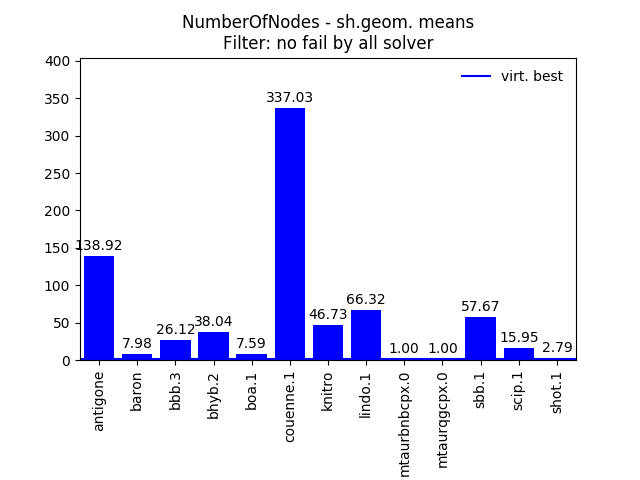 NumberOfNodes - sh.geom. means
Filter: no fail by all solver
400
350
300
250
200
150
100
50
0
virt. best
138.92
7.98
26.12
38.04
7.59
337.03
46.73
66.32
1.00
1.00
57.67
15.95
2.79
antigone
baron
bbb.3
bhyb.2
boa.1
couenne.1
knitro
lindo.1
mtaurbnbcpx.0
mtaurqgcpx.0
sbb.1
scip.1
shot.1